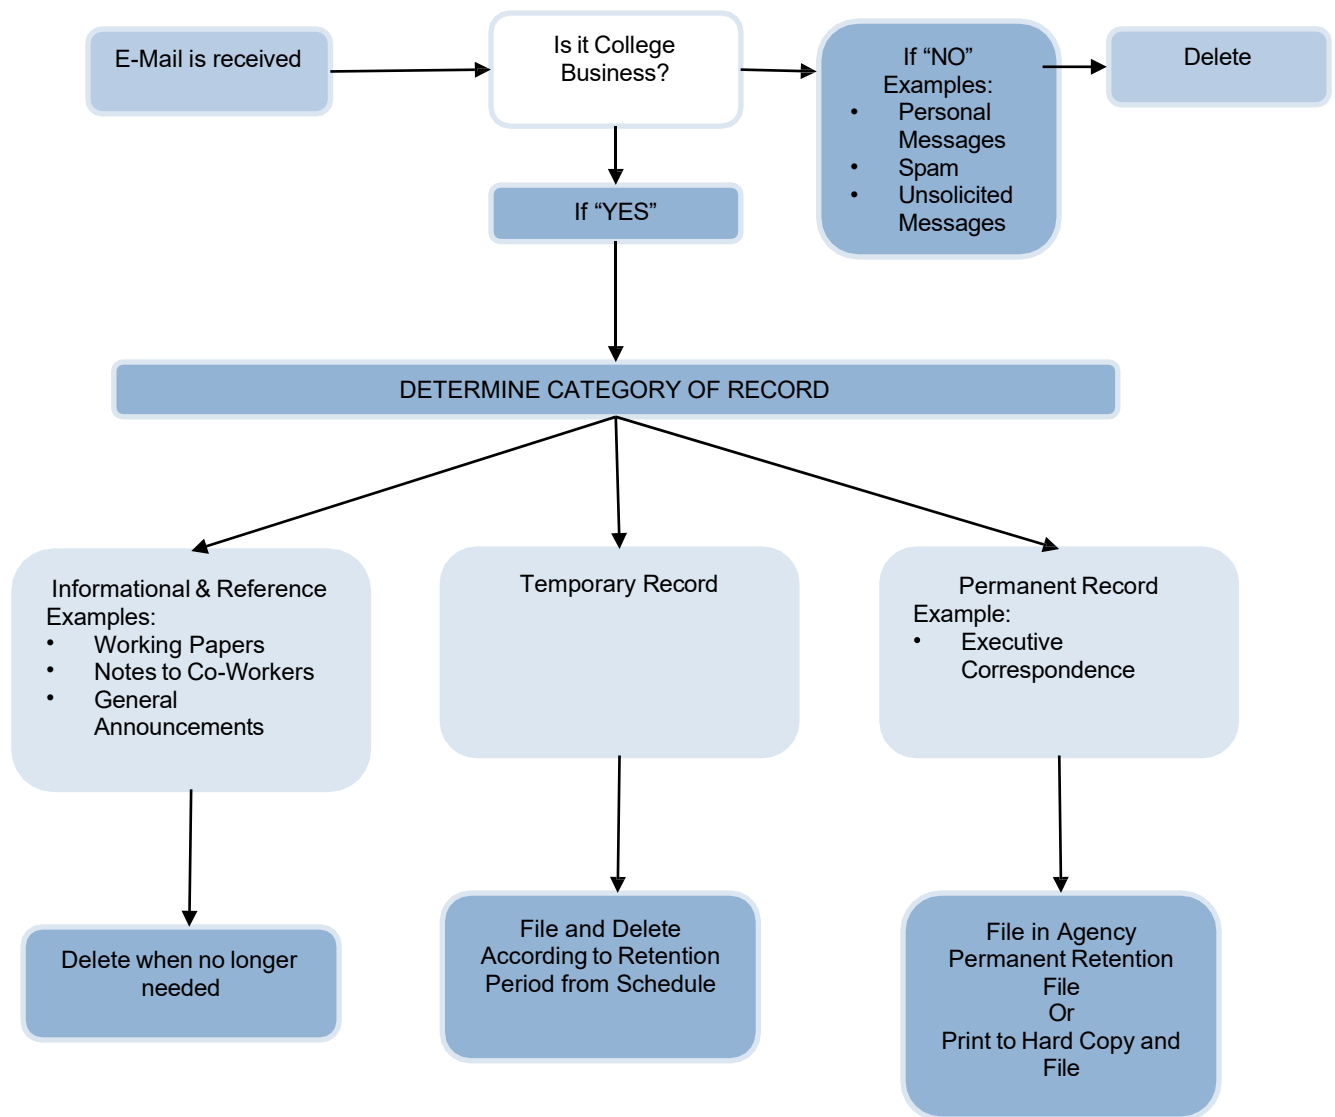 E-Mail is received
Is it College
Business?
If “NO”
Examples:
• Personal
Messages
• Spam
• Unsolicited
Messages
Delete
If “YES”
DETERMINE CATEGORY OF RECORD
Informational & Reference
Examples:
• Working Papers
• Notes to Co-Workers
• General
Announcements
Temporary Record
Permanent Record
Example:
• Executive
Correspondence
Delete when no longer
needed
File and Delete
According to Retention
Period from Schedule
File in Agency
Permanent Retention
File
Or
Print to Hard Copy and
File